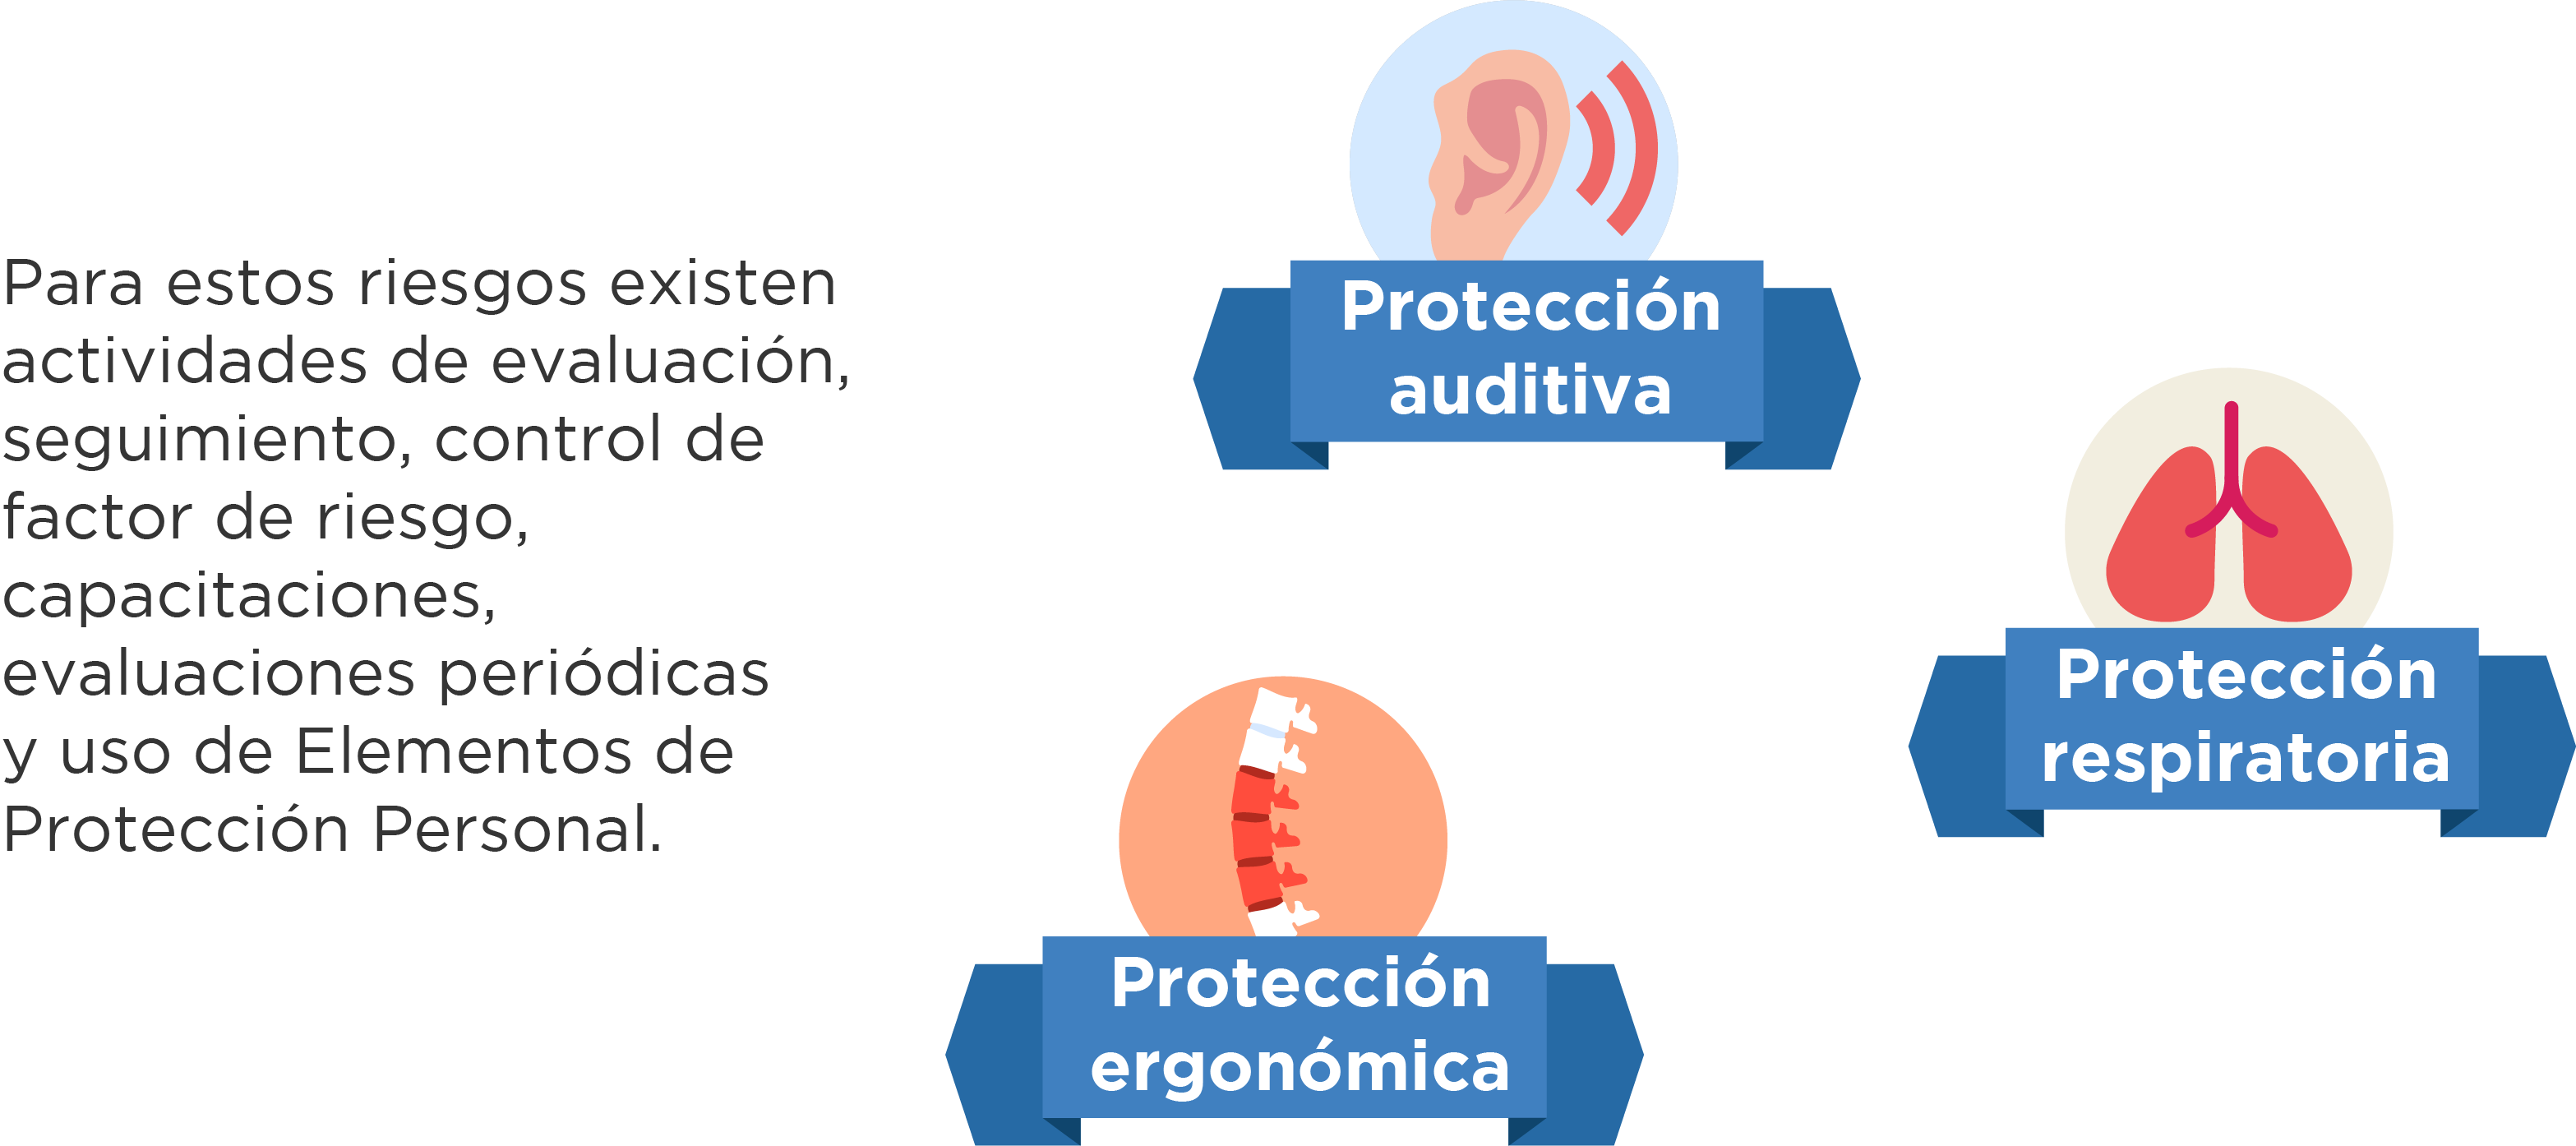 Para estos riesgos existen
actividades de evaluación,
seguimiento, control de
factor de riesgo,
capacitaciones,
evaluaciones periódicas
y uso de Elementos de
Protección Personal.
Protección
auditiva
Protección
respiratoria
Protección
ergonómica